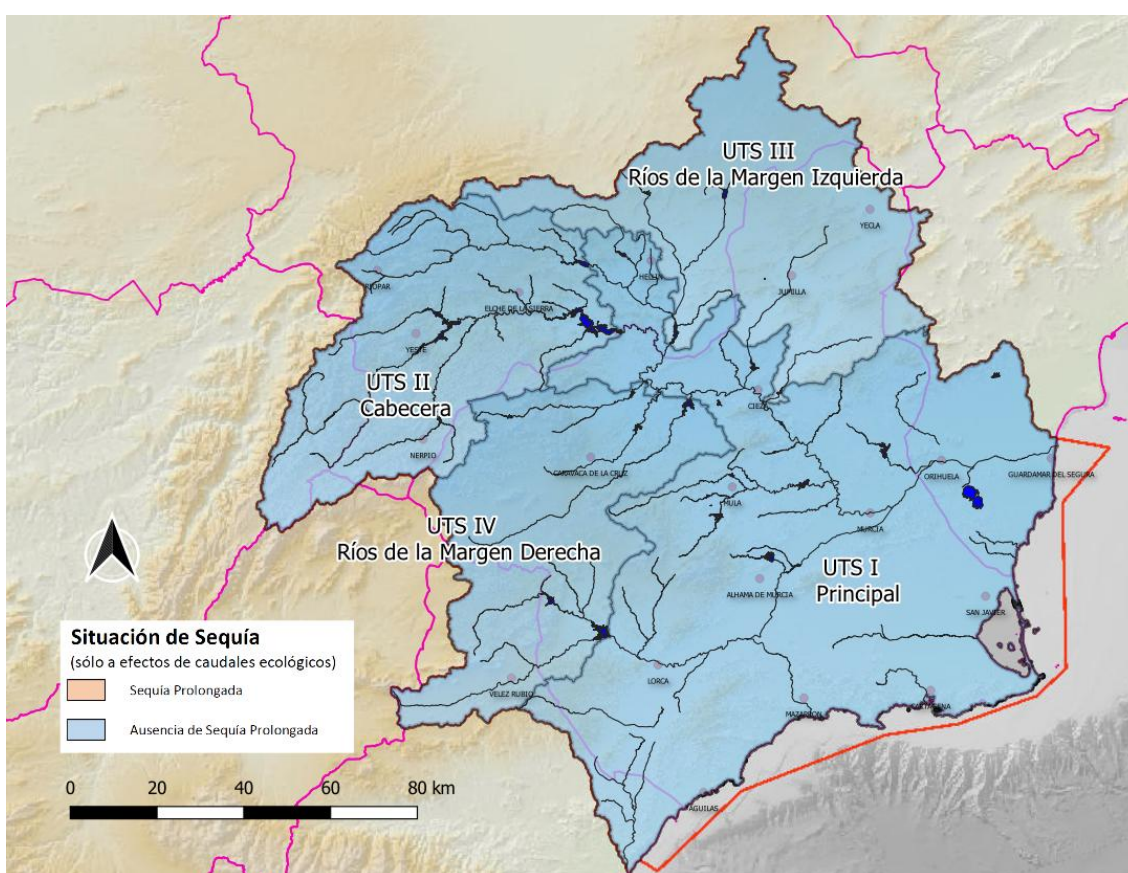 UTS III
Ríos de la Margen Izquierda
YECLA
HELLÍN
RIOPAR
JUMILLA
ELCHE DE LA SIERRA
YESTE
UTS II
Cabecera
CIEZA
NERPIO
CARAVACA DE LA CRUZ
ORIHUELA
GUARDAMAR DEL SEGURA
MULA
MURCIA
UTS IV
Ríos de la Margen Derecha
UTS I
Principal
ALHAMA DE MURCIA
SAN JAVIER
Situación de Sequía
(sólo a efectos de caudales ecológicos)
Sequía Prolongada
Ausencia de Sequía Prolongada
VELEZ RUBIO
LORCA
MAZARRON
CARTAGENA
0 20 40 60 80 km
AGUILAS